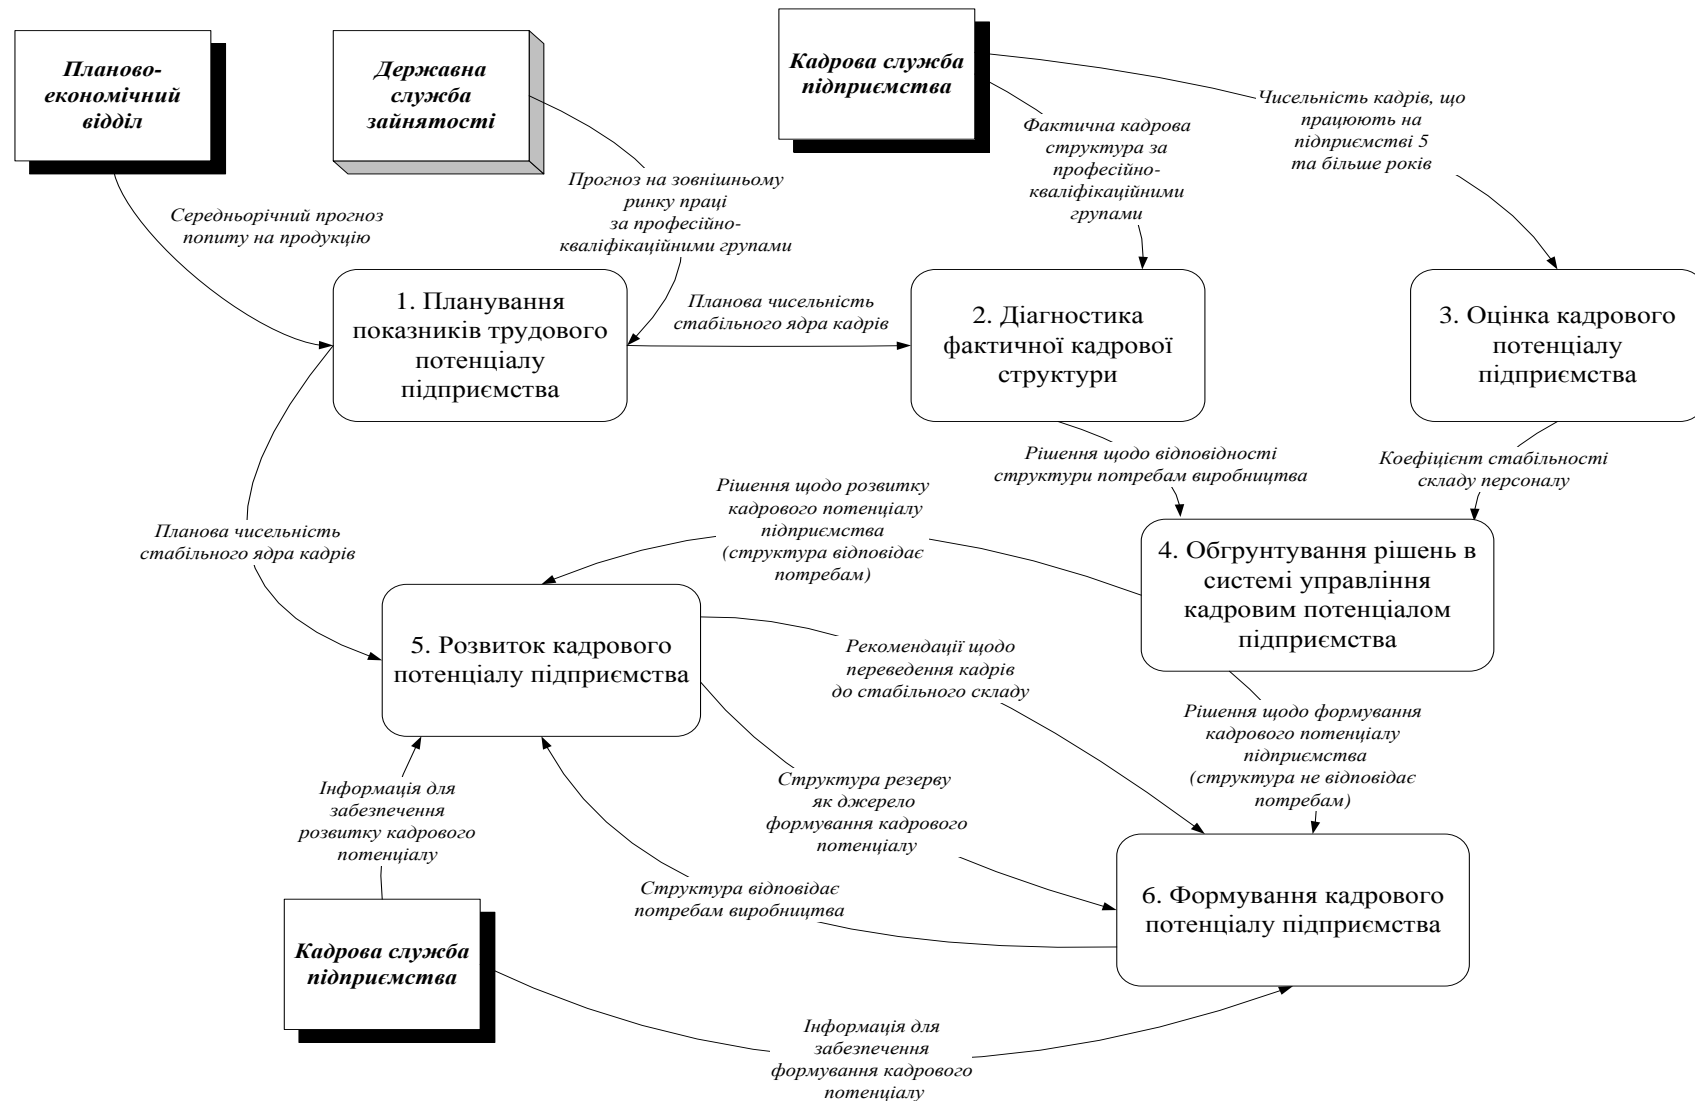 Планово-
економічний
відділ
Державна
служба
зайнятості
Кадрова служба
підприємства
Чисельність кадрів, що
працюють на
підприємстві 5
та більше років
Фактична кадрова
структура за
професійно-
кваліфікаційними
групами
Прогноз на зовнішньому
ринку праці
за професійно-
кваліфікаційними групами
Середньорічний прогноз
попиту на продукцію
1. Планування
показників трудового
потенціалу
підприємства
Планова чисельність
стабільного ядра кадрів
2. Діагностика
фактичної кадрової
структури
3. Оцінка кадрового
потенціалу
підприємства
Рішення щодо відповідності
структури потребам виробництва
Коефіцієнт стабільності
складу персоналу
Рішення щодо розвитку
кадрового потенціалу
підприємства
(структура відповідає
потребам)
Планова чисельність
стабільного ядра кадрів
4. Обгрунтування рішень в
системі управління
кадровим потенціалом
підприємства
5. Розвиток кадрового
потенціалу підприємства
Рекомендації щодо
переведення кадрів
до стабільного складу
Рішення щодо формування
кадрового потенціалу
підприємства
(структура не відповідає
потребам)
Інформація для
забезпечення
розвитку кадрового
потенціалу
Структура резерву
як джерело
формування кадрового
потенціалу
Структура відповідає
потребам виробництва
6. Формування кадрового
потенціалу підприємства
Кадрова служба
підприємства
Інформація для
забезпечення
формування кадрового
потенціалу